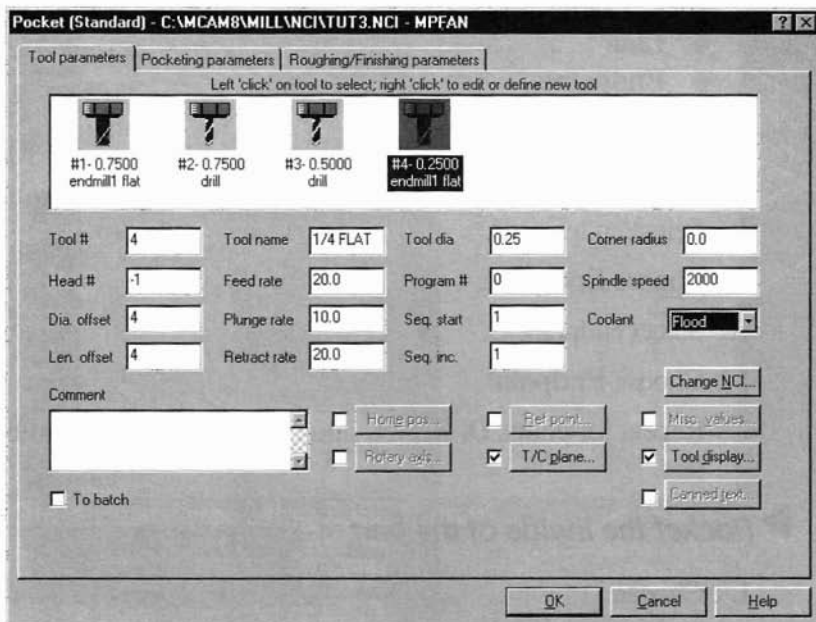 Pocket (Standard) - C:\MCAM8\MILL\NCI\TUT3.NCI - MPFAN
Tool parameters Pocketing parameters Roughing/Finishing parameters
Left 'click' on tool to select; right 'click' to edit or define new tool
#1- 0.7500 endmill1 flat
#2- 0.7500 drill
#3- 0.5000 drill
#4- 0.2500 endmill1 flat
Tool # 4 Tool name 1/4 FLAT Tool dia 0.25 Corner radius 0.0
Head # -1 Feed rate 20.0 Program # 0 Spindle speed 2000
Dia. offset 4 Plunge rate 10.0 Seq. start 1 Coolant Flood
Len. offset 4 Retract rate 20.0 Seq. inc. 1
Change NCI...
Comment
Home pos... Ref point... Misc. values...
Rotary axis... T/C plane... Tool display...
To batch Canned text...
Pocket the inside of the
OK Cancel Help